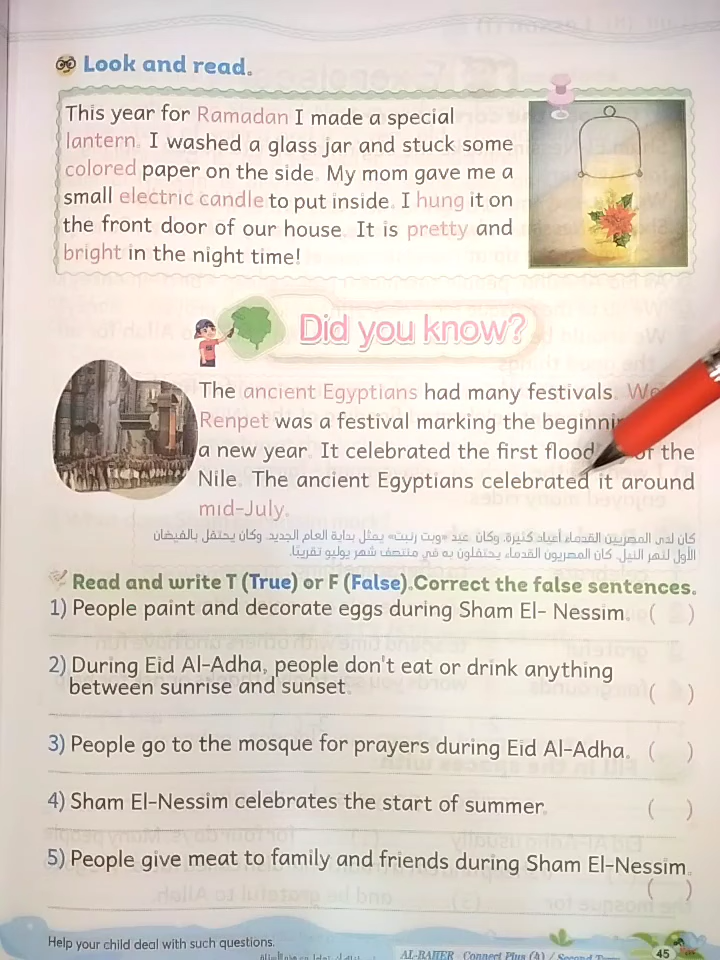 Look and read.
This year for Ramadan I made a special
lantern. I washed a glass jar and stuck some
colored paper on the side. My mom gave me a
small electric candle to put inside. I hung it on
the front door of our house. It is pretty and
bright in the night time!
Did you know?
The ancient Egyptians had many festivals.
Renpet was a festival marking the
a new year. It celebrated the first the
Nile. The ancient Egyptians celebrated it around
mid-July.
كان لدى المصريين القدماء أعياد كثيرة. وكان عيد «وبت رنبت» يمثل بداية العام الجديد. وكان يحتفل بالفيضان
الأول لنهر النيل. كان المصريون القدماء يحتفلون به في منتصف شهر يوليو تقريبًا.
Read and write T (True) or F (False).Correct the false sentences.
1) People paint and decorate eggs during Sham El- Nessim. ( )
2) During Eid Al-Adha, people don't eat or drink anything
between sunrise and sunset. ( )
3) People go to the mosque for prayers during Eid Al-Adha. ( )
4) Sham El-Nessim celebrates the start of summer. ( )
5) People give meat to family and friends during Sham El-Nessim.
( )
Help your child deal with such questions.
AL-BAHER Connect Plus (4) / Second
45